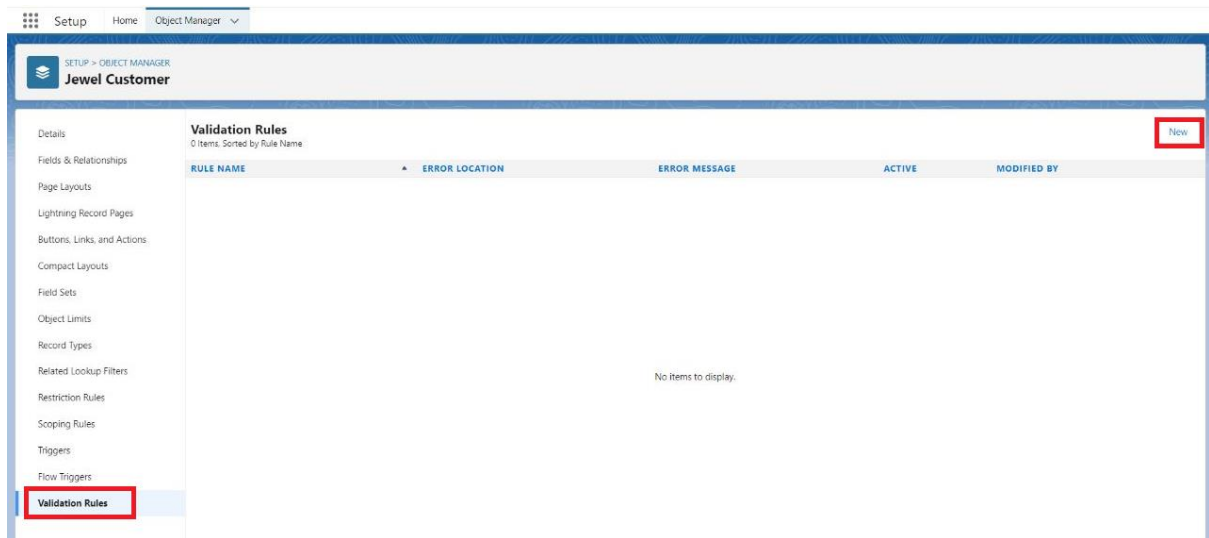 Setup
Home
Object Manager
SETUP > OBJECT MANAGER
Jewel Customer
Details
Fields & Relationships
Page Layouts
Lightning Record Pages
Buttons, Links, and Actions
Compact Layouts
Field Sets
Object Limits
Record Types
Related Lookup Filters
Restriction Rules
Scoping Rules
Triggers
Flow Triggers
Validation Rules
Validation Rules
0 Items, Sorted by Rule Name
New
RULE NAME
ERROR LOCATION
ERROR MESSAGE
ACTIVE
MODIFIED BY
No items to display.